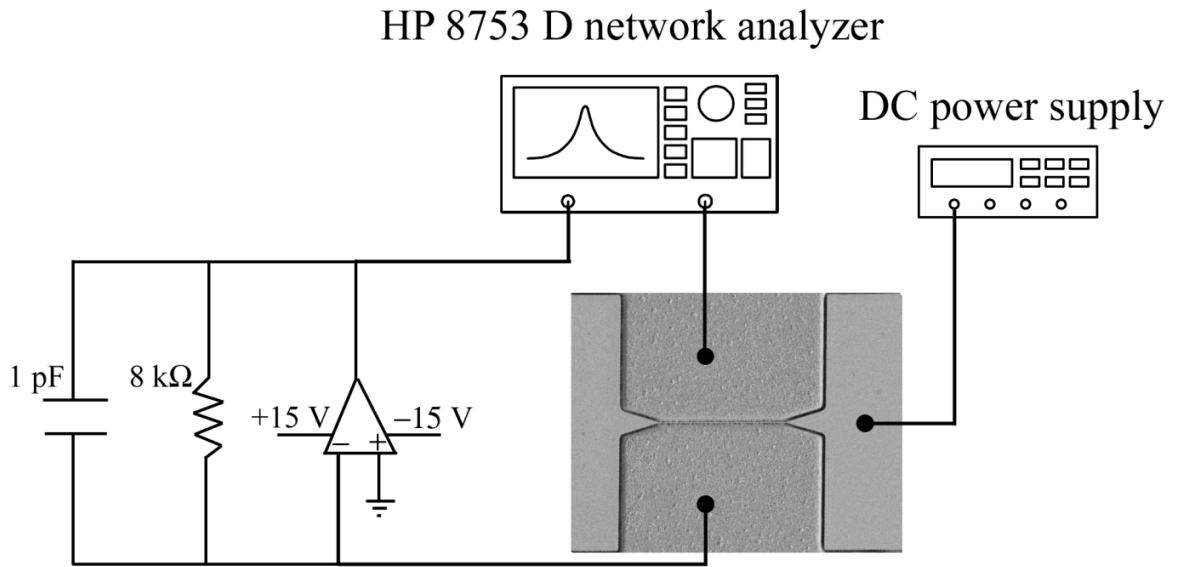 HP 8753 D network analyzer
DC power supply
1 pF
8 kΩ
+15 V
−15 V
− +